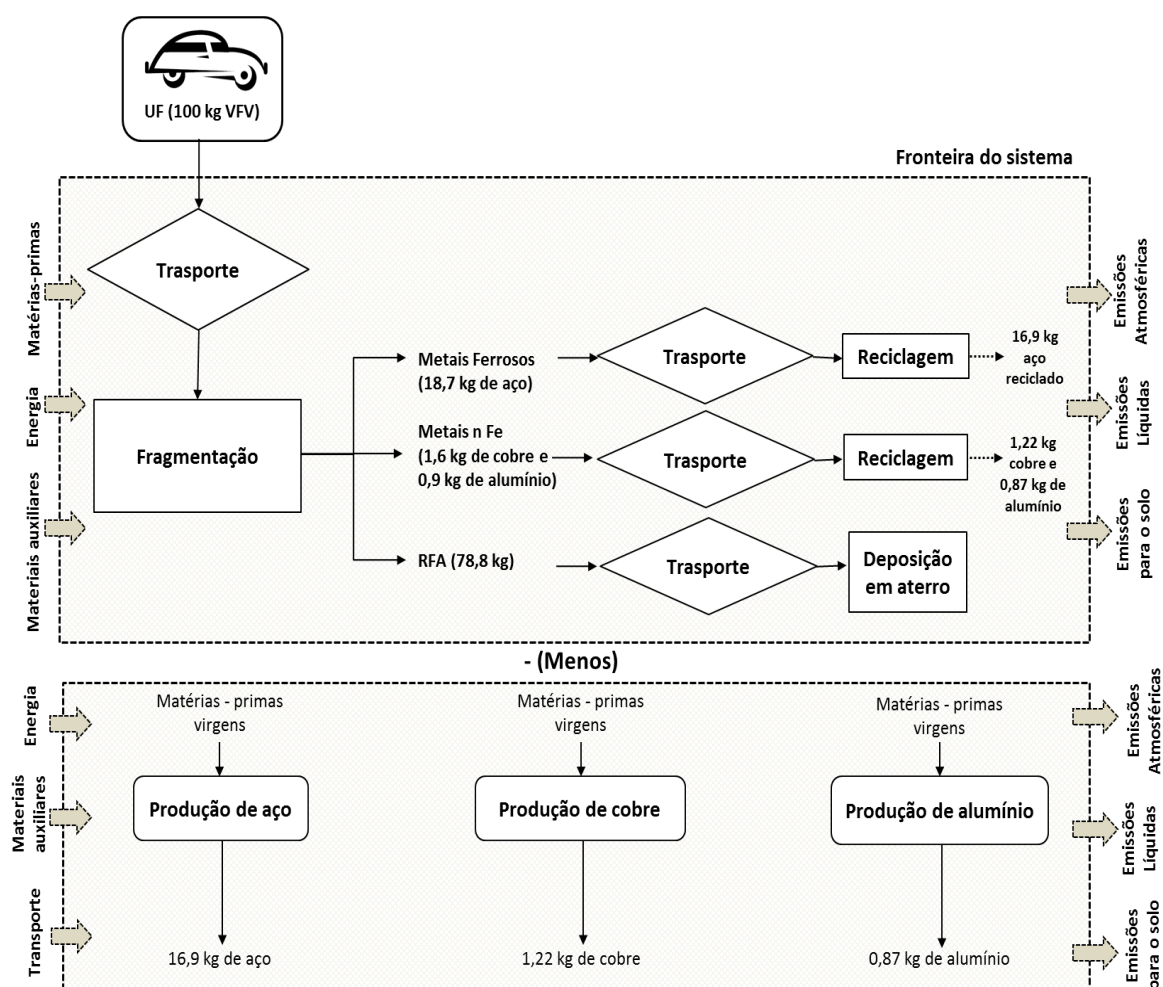 UF (100 kg VFV)
Fronteira do sistema
Matérias-primas
Energia
Materiais auxiliares
Trasporte
Fragmentação
Metais Ferrosos
(18,7 kg de aço)
Trasporte
Reciclagem
16,9 kg
aço
reciclado
Metais n Fe
(1,6 kg de cobre e
0,9 kg de alumínio)
Trasporte
Reciclagem
1,22 kg
cobre e
0,87 kg de
alumínio
RFA (78,8 kg)
Trasporte
Deposição
em aterro
Emissões
Atmosféricas
Emissões
Líquidas
Emissões
para o solo
- (Menos)
Energia
Materiais
auxiliares
Transporte
Matérias - primas
virgens
Produção de aço
16,9 kg de aço
Matérias - primas
virgens
Produção de cobre
1,22 kg de cobre
Matérias - primas
virgens
Produção de alumínio
0,87 kg de alumínio
Emissões
Atmosféricas
Emissões
Líquidas
Emissões
para o solo